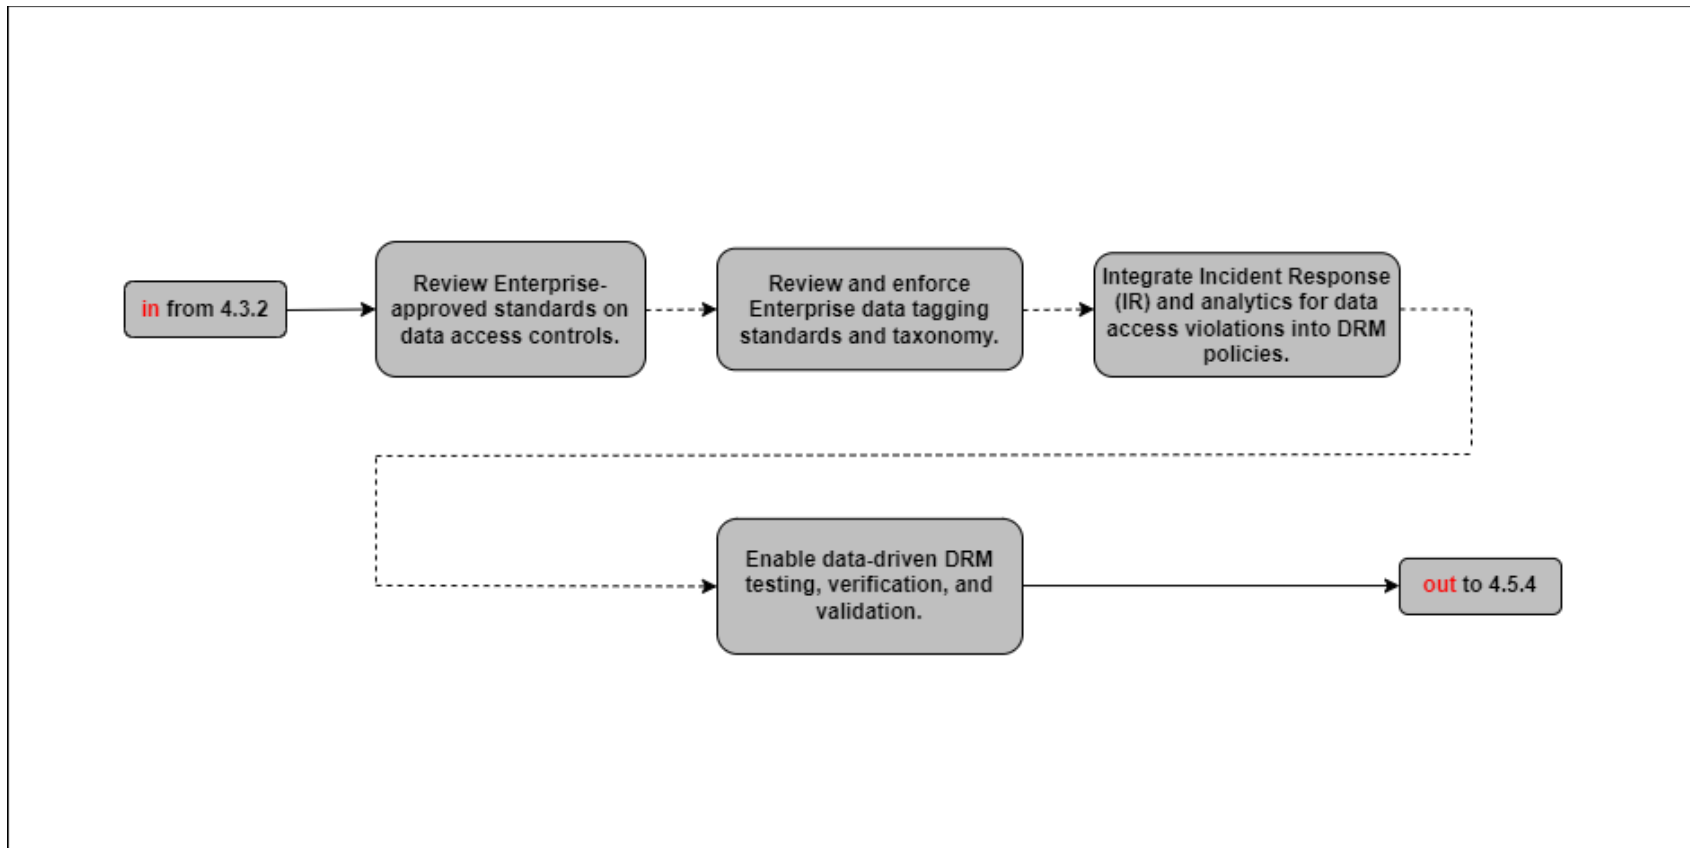 in from 4.3.2
Review Enterprise-
approved standards on
data access controls.
Review and enforce
Enterprise data tagging
standards and taxonomy.
Integrate Incident Response
(IR) and analytics for data
access violations into DRM
policies.
Enable data-driven DRM
testing, verification, and
validation.
out to 4.5.4